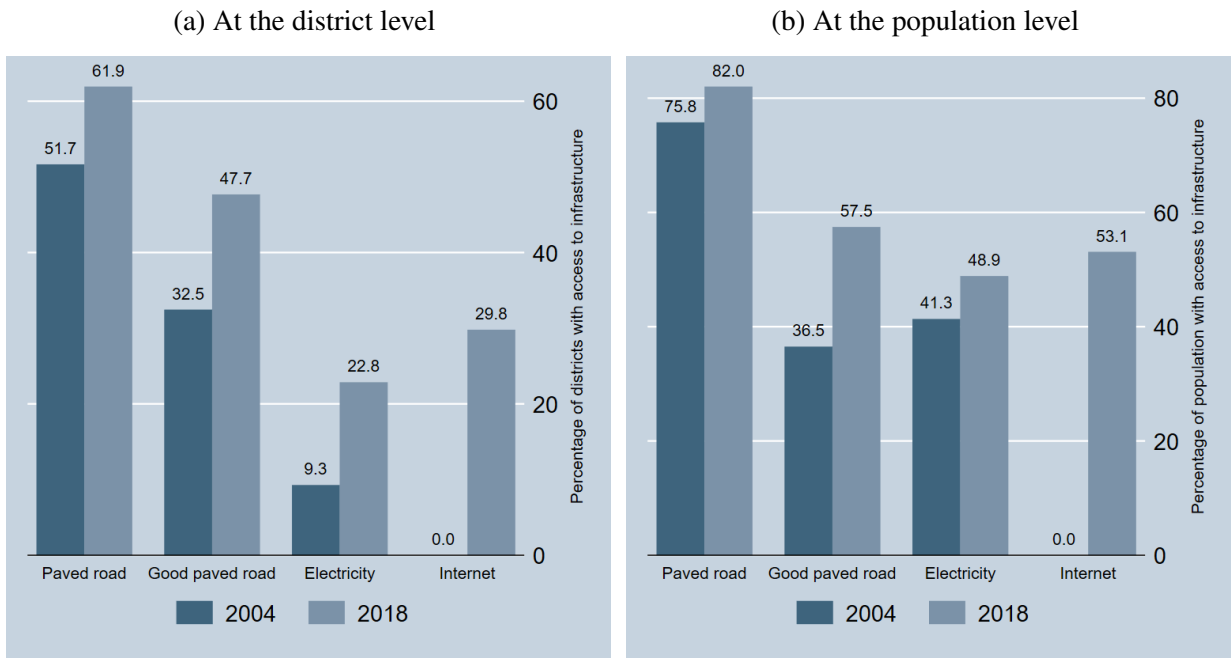 (a) At the district level
61.9
51.7
47.7
32.5
29.8
22.8
9.3
0.0
60
40
20
0
Percentage of districts with access to infrastructure
Paved road
Good paved road
Electricity
Internet
2004
2018
(b) At the population level
82.0
75.8
57.5
53.1
48.9
41.3
36.5
0.0
80
60
40
20
0
Percentage of population with access to infrastructure
Paved road
Good paved road
Electricity
Internet
2004
2018